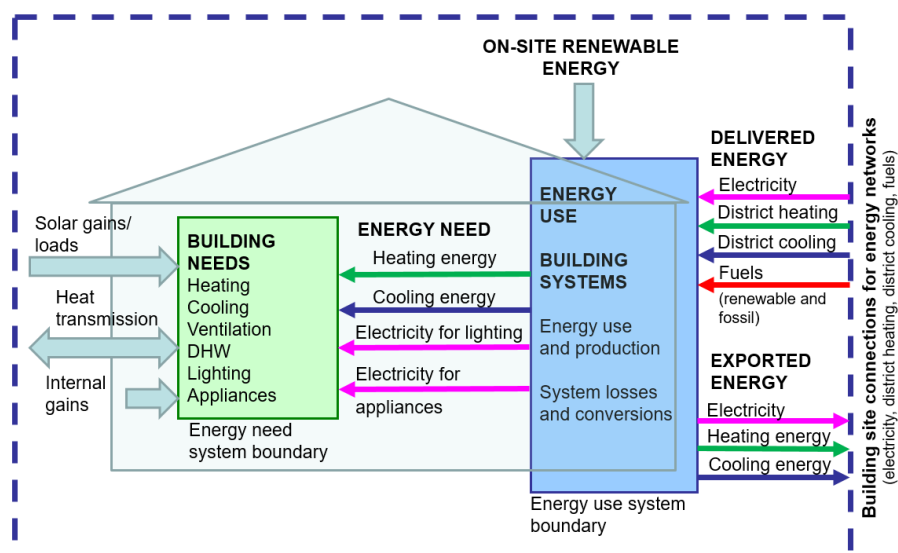 ON-SITE RENEWABLE
ENERGY
DELIVERED
ENERGY
Electricity
District heating
District cooling
Fuels
(renewable and
fossil)
EXPORTED
ENERGY
Electricity
Heating energy
Cooling energy
Building site connections for energy networks
(electricity, district heating, district cooling, fuels)
ENERGY
USE
BUILDING
SYSTEMS
Energy use
and production
System losses
and conversions
Energy use system
boundary
ENERGY NEED
Heating energy
Cooling energy
Electricity for lighting
Electricity for
appliances
BUILDING
NEEDS
Heating
Cooling
Ventilation
DHW
Lighting
Appliances
Energy need
system boundary
Solar gains/
loads
Heat
transmission
Internal
gains